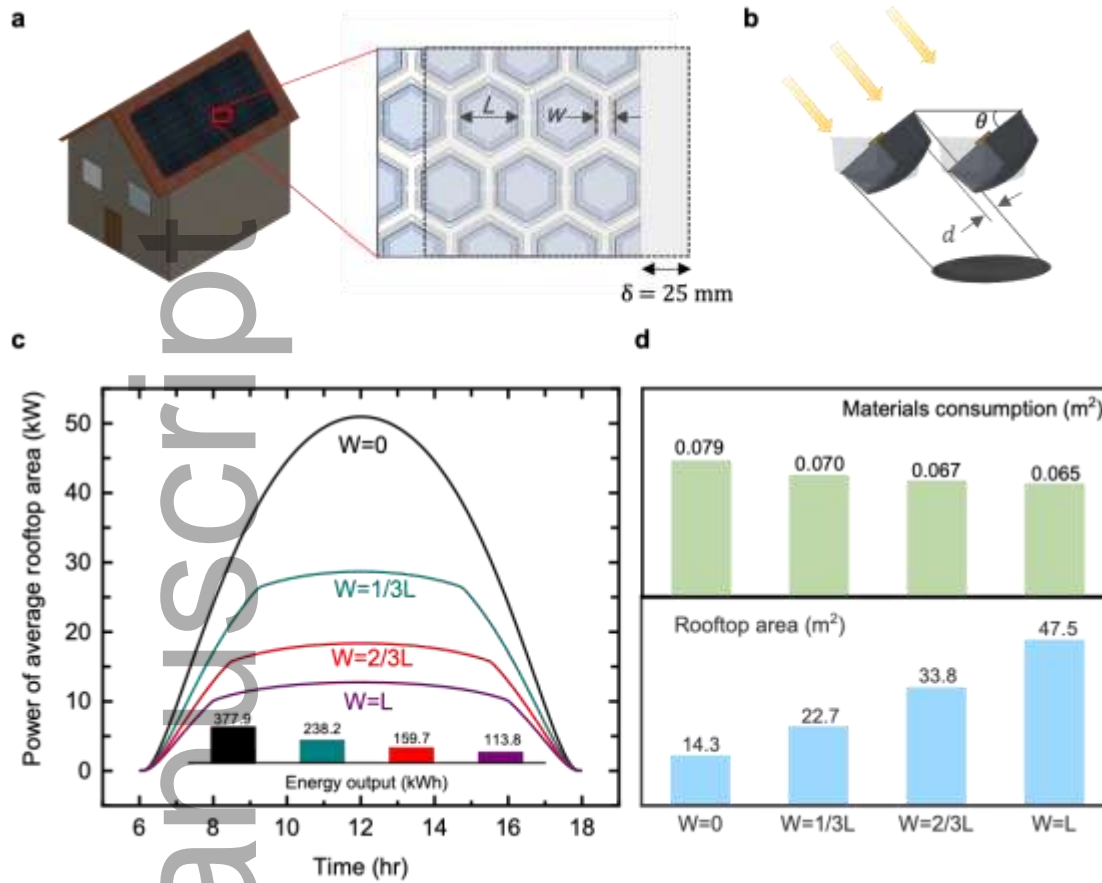 a
L
W
δ = 25 mm
b
θ
d
c
Power of average rooftop area (kW)
50
40
30
20
10
0
W=0
W=1/3L
W=2/3L
W=L
377.9
238.2
159.7
113.8
Energy output (kWh)
6
8
10
12
14
16
18
Time (hr)
d
Materials consumption (m²)
0.079
0.070
0.067
0.065
Rooftop area (m²)
14.3
22.7
33.8
47.5
W=0
W=1/3L
W=2/3L
W=L
anuscript